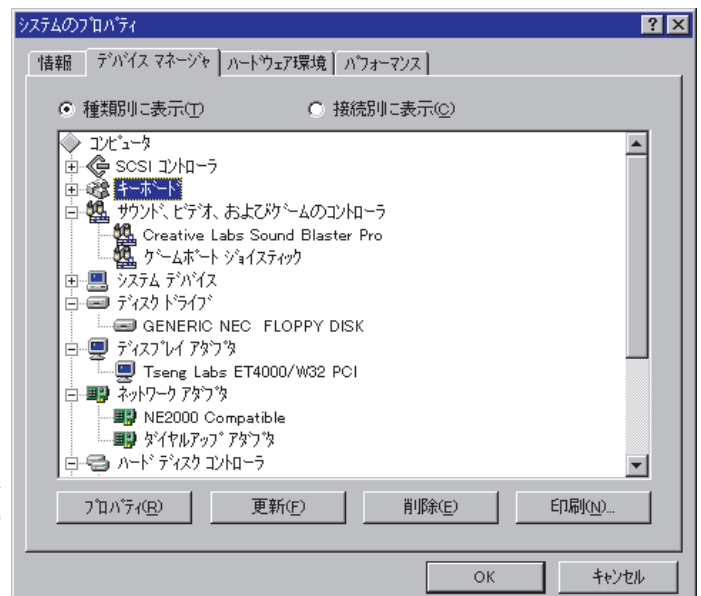 システムのプロパティ
情報 デバイス マネージャ ハードウェア環境 パフォーマンス
種類別に表示(T) 接続別に表示(C)
コンピュータ
SCSI コントローラ
キーボード
サウンド、ビデオ、およびゲームのコントローラ
Creative Labs Sound Blaster Pro
ゲームポート ジョイスティック
システム デバイス
ディスク ドライブ
GENERIC NEC FLOPPY DISK
ディスプレイ アダプタ
Tseng Labs ET4000/W32 PCI
ネットワーク アダプタ
NE2000 Compatible
ダイヤルアップ アダプタ
ハード ディスク コントローラ
プロパティ(R) 更新(F) 削除(E) 印刷(N)...
OK キャンセル